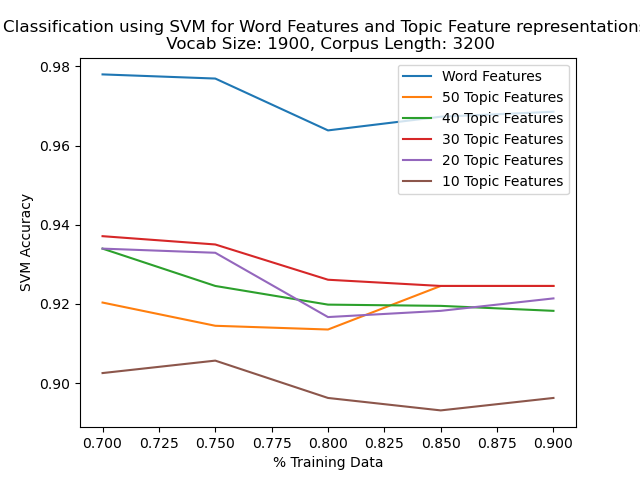 Classification using SVM for Word Features and Topic Feature representations
Vocab Size: 1900, Corpus Length: 3200
0.98
0.96
0.94
0.92
0.90
SVM Accuracy
Word Features
50 Topic Features
40 Topic Features
30 Topic Features
20 Topic Features
10 Topic Features
0.700 0.725 0.750 0.775 0.800 0.825 0.850 0.875 0.900
% Training Data